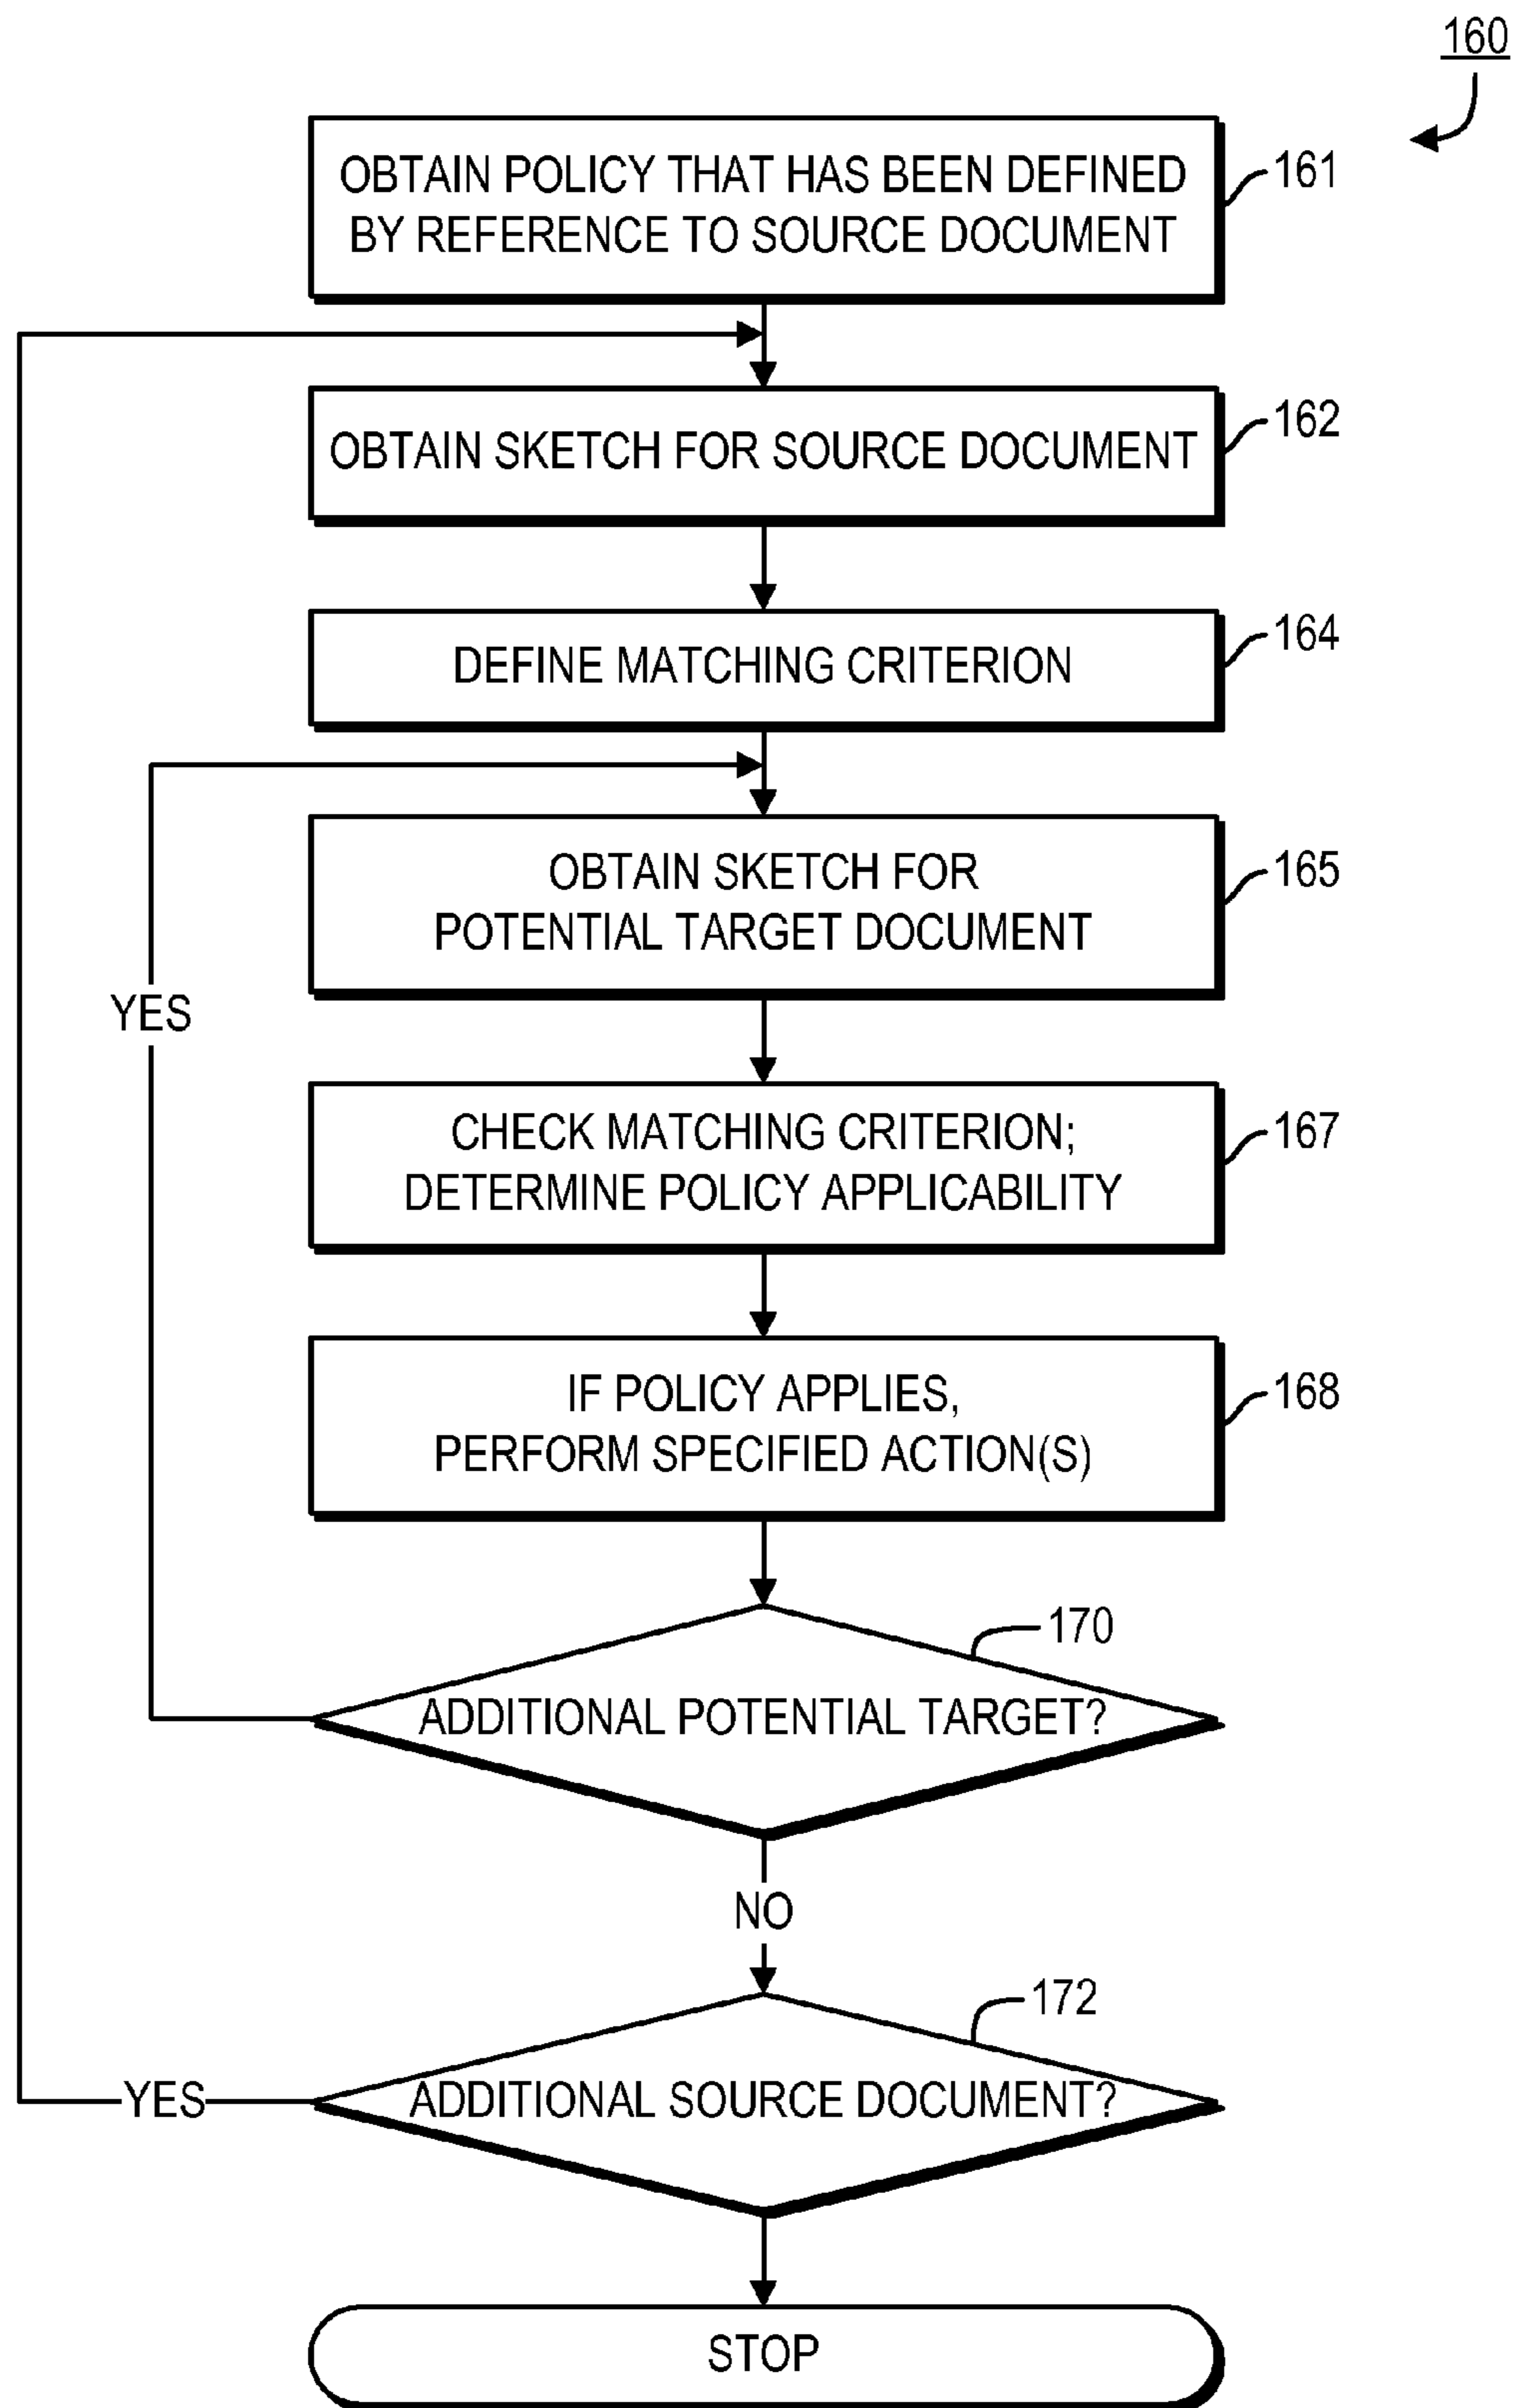 160
OBTAIN POLICY THAT HAS BEEN DEFINED
BY REFERENCE TO SOURCE DOCUMENT
161
OBTAIN SKETCH FOR SOURCE DOCUMENT
162
DEFINE MATCHING CRITERION
164
OBTAIN SKETCH FOR
POTENTIAL TARGET DOCUMENT
165
YES
CHECK MATCHING CRITERION;
DETERMINE POLICY APPLICABILITY
167
IF POLICY APPLIES,
PERFORM SPECIFIED ACTION(S)
168
170
ADDITIONAL POTENTIAL TARGET?
NO
172
YES
ADDITIONAL SOURCE DOCUMENT?
STOP